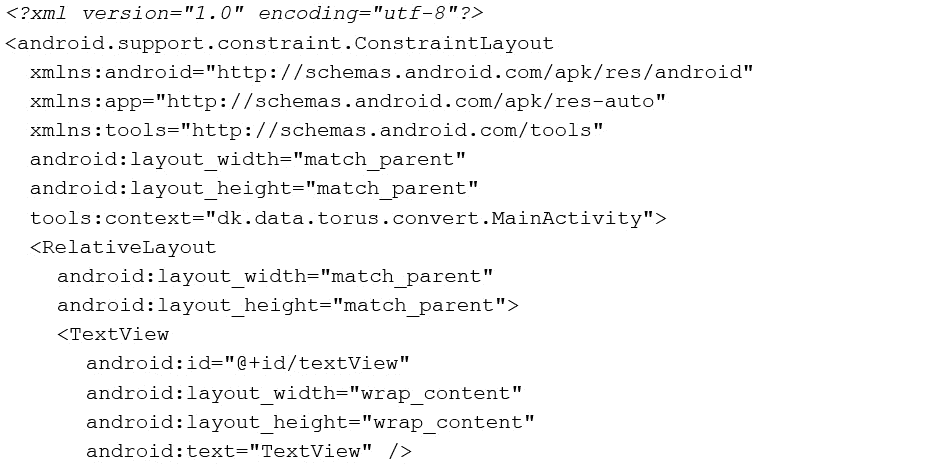 <?xml version="1.0" encoding="utf-8"?>
<android.support.constraint.ConstraintLayout
xmlns:android="http://schemas.android.com/apk/res/android"
xmlns:app="http://schemas.android.com/apk/res-auto"
xmlns:tools="http://schemas.android.com/tools"
android:layout_width="match_parent"
android:layout_height="match_parent"
tools:context="dk.data.torus.convert.MainActivity">
<RelativeLayout
android:layout_width="match_parent"
android:layout_height="match_parent">
<TextView
android:id="@+id/textView"
android:layout_width="wrap_content"
android:layout_height="wrap_content"
android:text="TextView" />